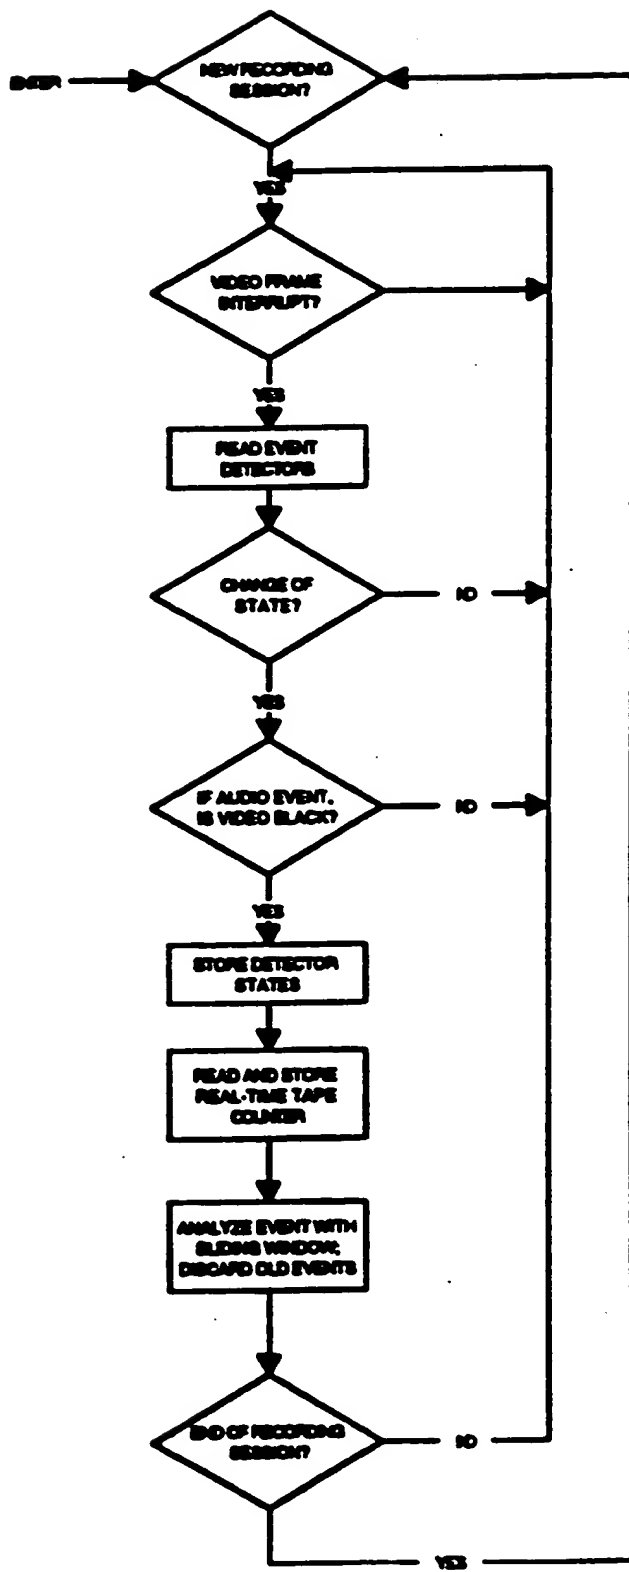 NEW RECORDING
SESSION?
ENTER
YES
VIDEO FRAME
INTERRUPT?
YES
READ EVENT
DETECTORS
CHANGE OF
STATE?
NO
YES
IF AUDIO EVENT,
IS VIDEO BLACK?
NO
YES
STORE DETECTOR
STATES
READ AND STORE
REAL-TIME TAPE
COUNTER
ANALYZE EVENT WITH
SLIDING WINDOW;
DISCARD OLD EVENTS
END OF RECORDING
SESSION?
NO
YES